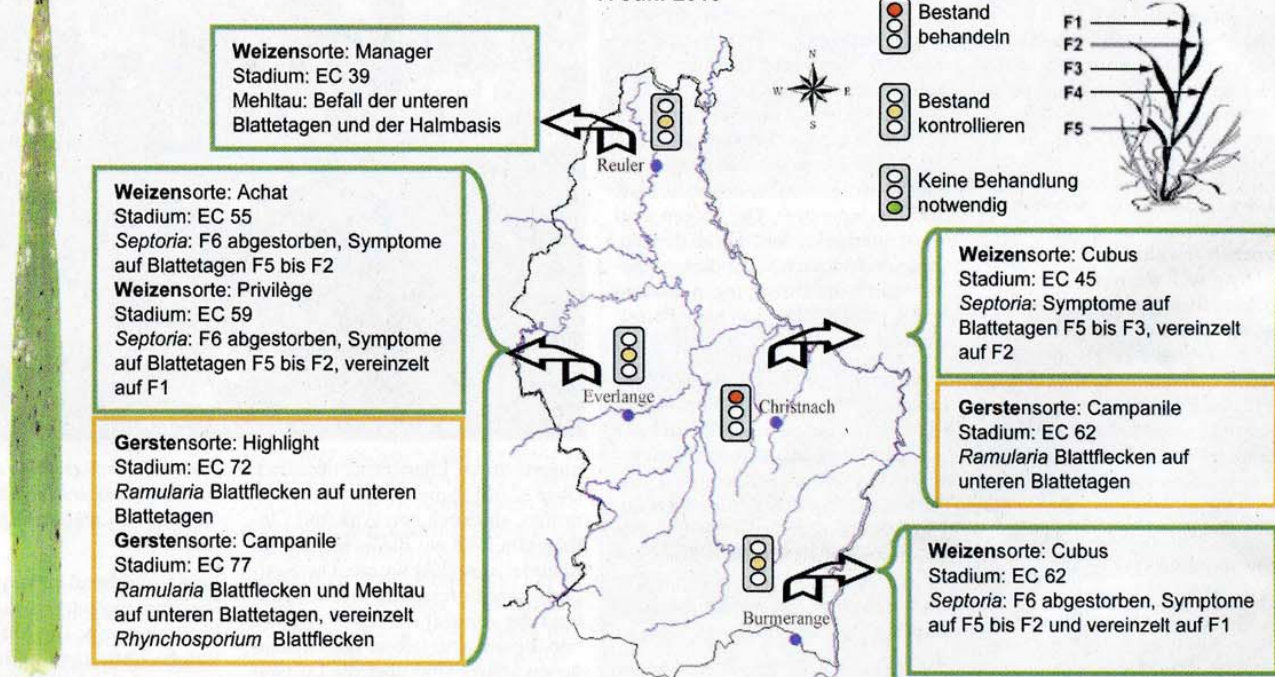 Weizensorte: Manager
Stadium: EC 39
Mehltau: Befall der unteren
Blattetagen und der Halmbasis
Weizensorte: Achat
Stadium: EC 55
Septoria: F6 abgestorben, Symptome
auf Blattetagen F5 bis F2
Weizensorte: Privilège
Stadium: EC 59
Septoria: F6 abgestorben, Symptome
auf Blattetagen F5 bis F2, vereinzelt
auf F1
Gerstensorte: Highlight
Stadium: EC 72
Ramularia Blattflecken auf unteren
Blattetagen
Gerstensorte: Campanile
Stadium: EC 77
Ramularia Blattflecken und Mehltau
auf unteren Blattetagen, vereinzelt
Rhynchosporium Blattflecken
N
W E
S
Reuler
Everlange
Christnach
Burmerange
Bestand
behandeln
Bestand
kontrollieren
Keine Behandlung
notwendig
F1
F2
F3
F4
F5
Weizensorte: Cubus
Stadium: EC 45
Septoria: Symptome auf
Blattetagen F5 bis F3, vereinzelt
auf F2
Gerstensorte: Campanile
Stadium: EC 62
Ramularia Blattflecken auf
unteren Blattetagen
Weizensorte: Cubus
Stadium: EC 62
Septoria: F6 abgestorben, Symptome
auf F5 bis F2 und vereinzelt auf F1